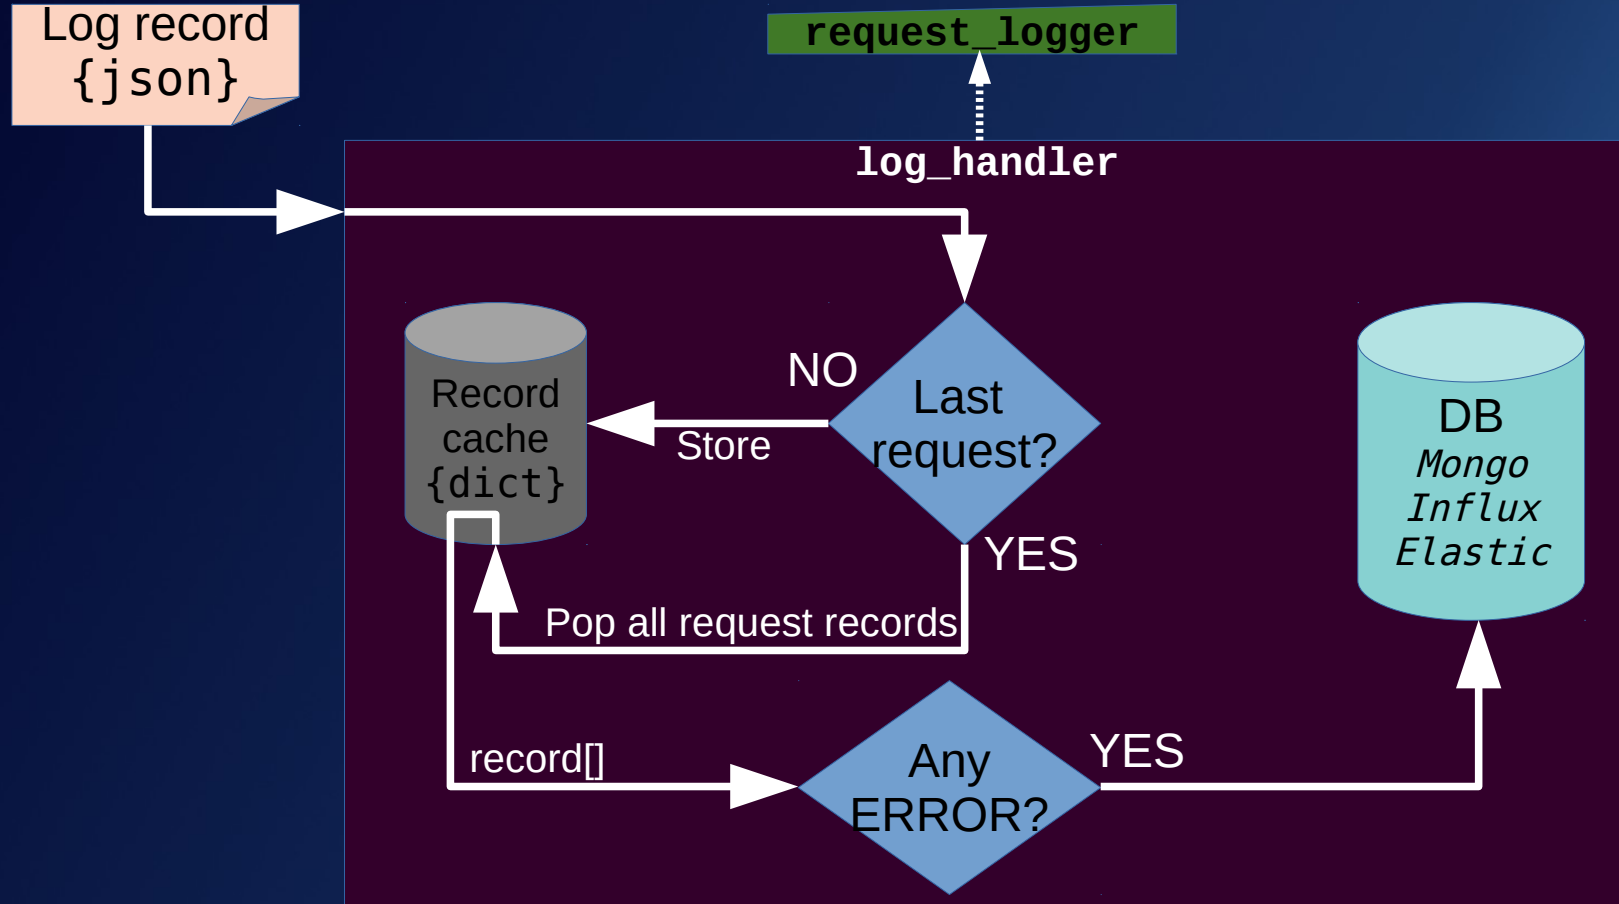 Log record
{json}
request_logger
log_handler
NO
Last
request?
Store
Record
cache
{dict}
DB
Mongo
Influx
Elastic
YES
Pop all request records
record[]
Any
ERROR?
YES